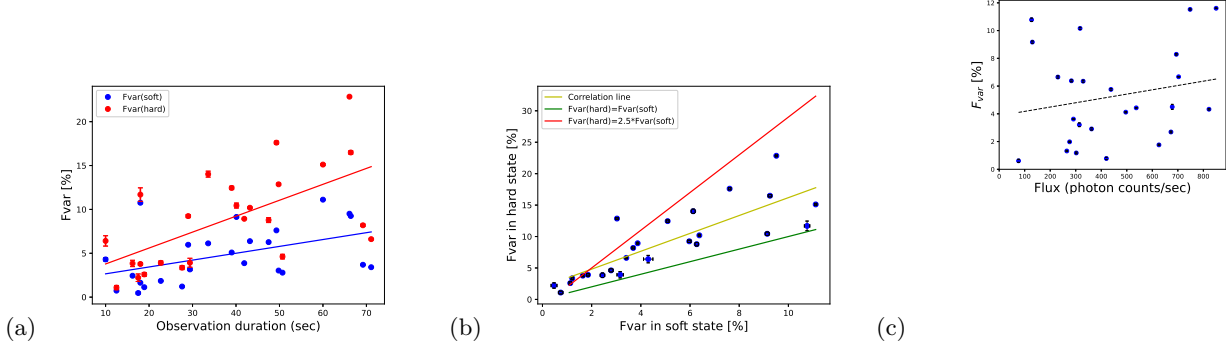 (a)
Fvar [%]
20
15
10
5
0
Fvar(soft)
Fvar(hard)
10 20 30 40 50 60 70
Observation duration (sec)
(b)
Fvar in hard state [%]
30
25
20
15
10
5
0
Correlation line
Fvar(hard)=Fvar(soft)
Fvar(hard)=2.5*Fvar(soft)
0 2 4 6 8 10
Fvar in soft state [%]
(c)
Fvar [%]
12
10
8
6
4
2
0
0 100 200 300 400 500 600 700 800
Flux (photon counts/sec)